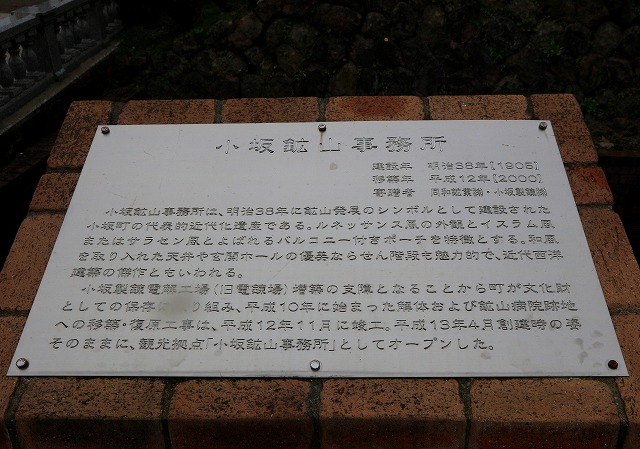 小坂鉱山事務所
建設年 明治38年[1905]
移築年 平成12年[2000]
寄贈者 同和鉱業㈱・小坂製錬㈱
小坂鉱山事務所は、明治38年に鉱山発展のシンボルとして建設された
小坂町の代表的近代化遺産である。ルネッサンス風の外観とイスラム風
またはサラセン風とよばれるバルコニー付きポーチを特徴とする。和風
を取り入れた天井や玄関ホールの優美ならせん階段も魅力的で、近代西洋
建築の傑作ともいわれる。
小坂製錬電解工場(旧電錬場)増築の支障となることから町が文化財
としての保存に り組み、平成10年に始まった解体および鉱山病院跡地
への移築・復原工事は、平成12年11月に竣工。平成13年4月創建時の姿
そのままに、観光拠点「小坂鉱山事務所」としてオープンした。